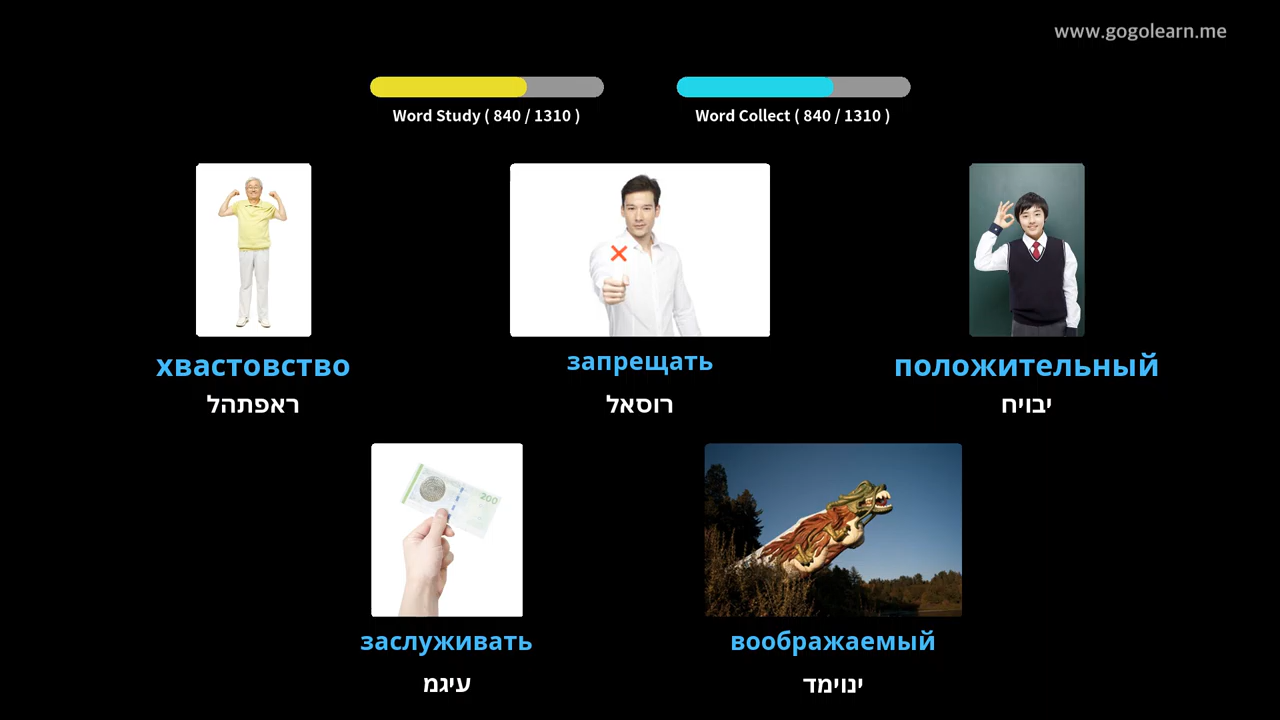 www.gogolearn.me
Word Study ( 840 / 1310 )
Word Collect ( 840 / 1310 )
хвастовство
ראפתהל
запрещать
רוסאל
положительный
יבויח
заслуживать
עיגמ
воображаемый
ינוימד
200